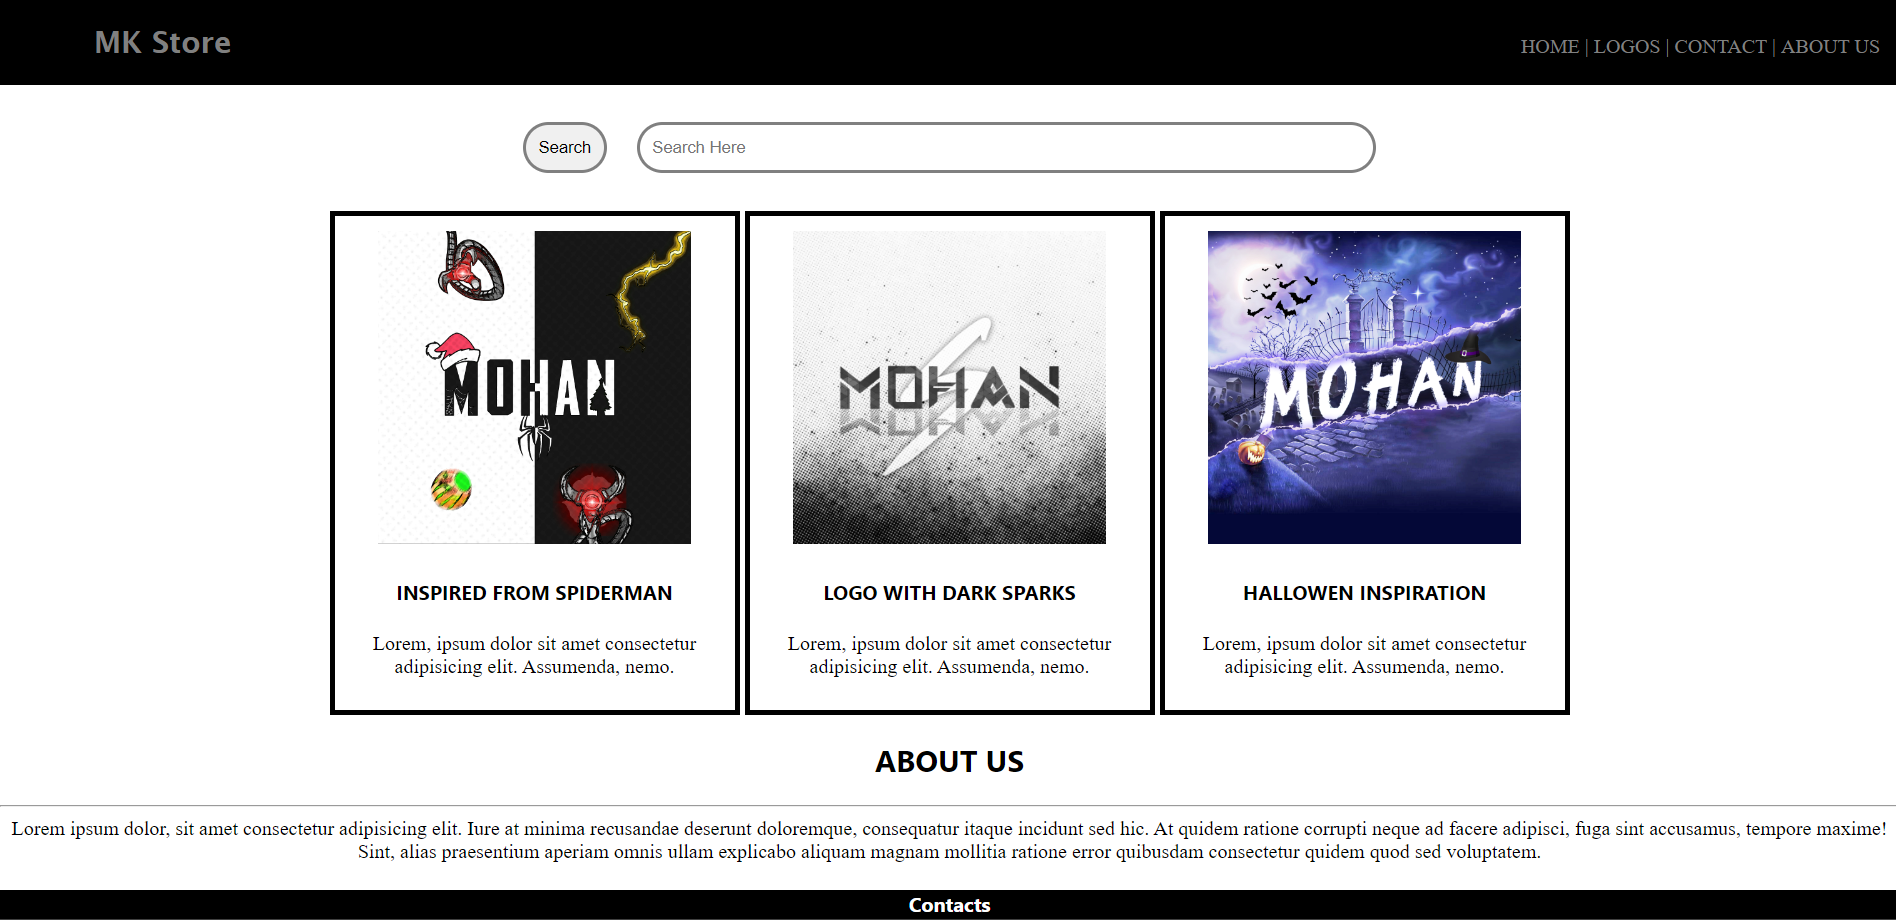 MK Store
HOME | LOGOS | CONTACT | ABOUT US
Search
Search Here
MOHAN
MOHAN
MOHAN
INSPIRED FROM SPIDERMAN
LOGO WITH DARK SPARKS
HALLOWEN INSPIRATION
Lorem, ipsum dolor sit amet consectetur
adipisicing elit. Assumenda, nemo.
Lorem, ipsum dolor sit amet consectetur
adipisicing elit. Assumenda, nemo.
Lorem, ipsum dolor sit amet consectetur
adipisicing elit. Assumenda, nemo.
ABOUT US
Lorem ipsum dolor, sit amet consectetur adipisicing elit. Iure at minima recusandae deserunt doloremque, consequatur itaque incidunt sed hic. At quidem ratione corrupti neque ad facere adipisci, fuga sint accusamus, tempore maxime!
Sint, alias praesentium aperiam omnis ullam explicabo aliquam magnam mollitia ratione error quibusdam consectetur quidem quod sed voluptatem.
Contacts